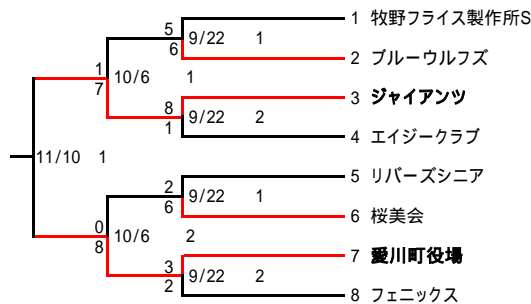 1 牧野フライス製作所S
5
6 9/22 1
2 ブルーウルフズ
1
7 10/6 1
3 ジャイアンツ
8
1 9/22 2
4 エイジークラブ
11/10 1
5 リバーズシニア
2
6 9/22 1
6 桜美会
0
8 10/6 2
7 愛川町役場
3
2 9/22 2
8 フェニックス